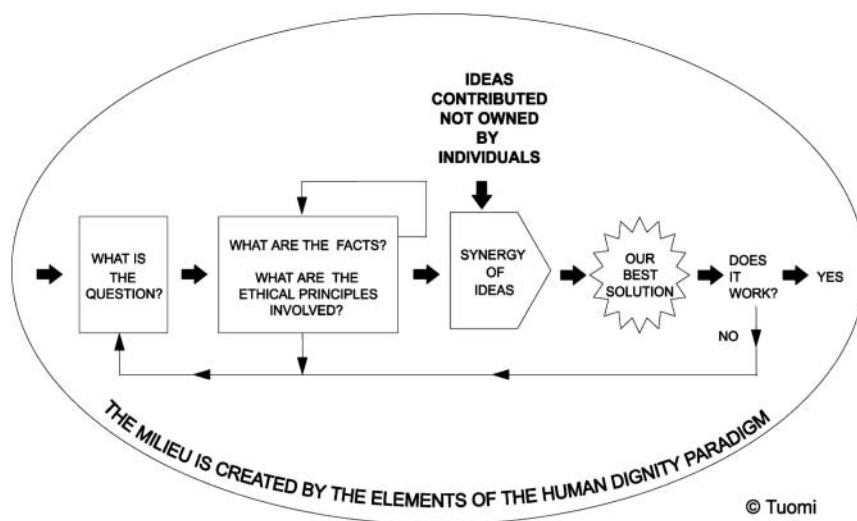 IDEAS
CONTRIBUTED
NOT OWNED
BY
INDIVIDUALS
WHAT IS
THE
QUESTION?
WHAT ARE THE FACTS?
WHAT ARE THE
ETHICAL PRINCIPLES
INVOLVED?
SYNERGY
OF
IDEAS
OUR
BEST
SOLUTION
DOES
IT
WORK?
YES
NO
THE MILIEU IS CREATED BY THE ELEMENTS OF THE HUMAN DIGNITY PARADIGM
© Tuomi